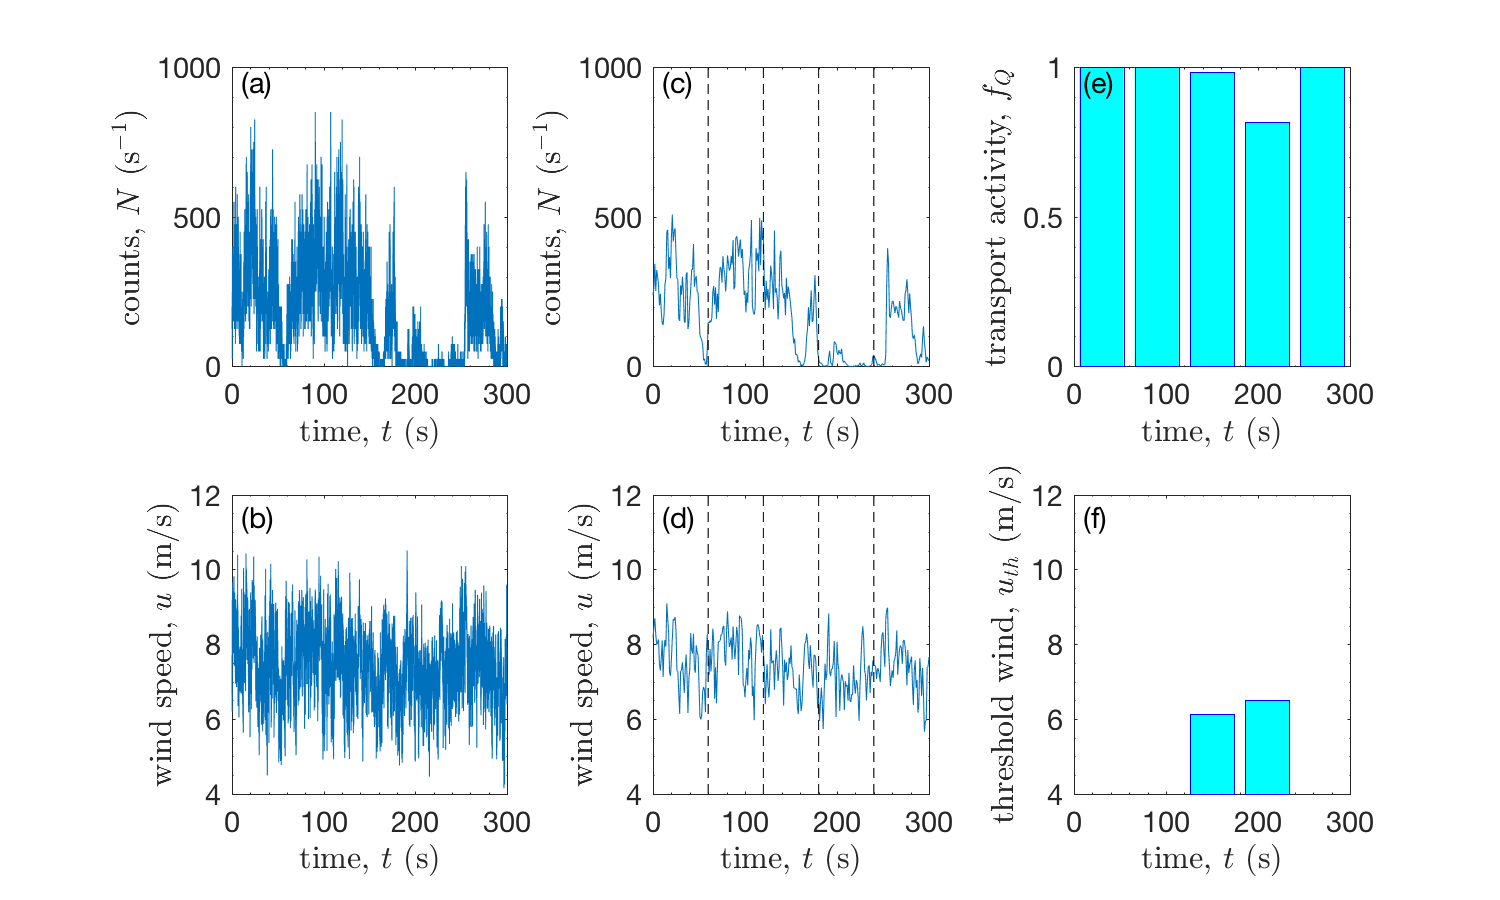 (a)
counts, N (s⁻¹)
1000
500
0
0 100 200 300
time, t (s)
(c)
counts, N (s⁻¹)
1000
500
0
0 100 200 300
time, t (s)
(e)
transport activity, f_Q
1
0.5
0
0 100 200 300
time, t (s)
(b)
wind speed, u (m/s)
12
10
8
6
4
0 100 200 300
time, t (s)
(d)
wind speed, u (m/s)
12
10
8
6
4
0 100 200 300
time, t (s)
(f)
threshold wind, u_th (m/s)
12
10
8
6
4
0 100 200 300
time, t (s)